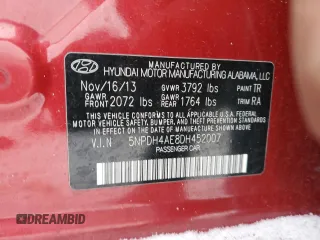 MANUFACTURED BY
HYUNDAI MOTOR MANUFACTURING ALABAMA, LLC
Nov/16/13 GVWR 3792 lbs PAINT TR
GAWR FRONT 2072 lbs GAWR REAR 1764 lbs TRIM RA
THIS VEHICLE CONFORMS TO ALL APPLICABLE U.S.
FEDERAL MOTOR VEHICLE SAFETY, BUMPER, AND
THEFT PREVENTION STANDARDS IN EFFECT ON THE
DATE OF MANUFACTURE SHOWN ABOVE.
V.I.N 5NPDH4AE8DH452007
PASSENGER CAR